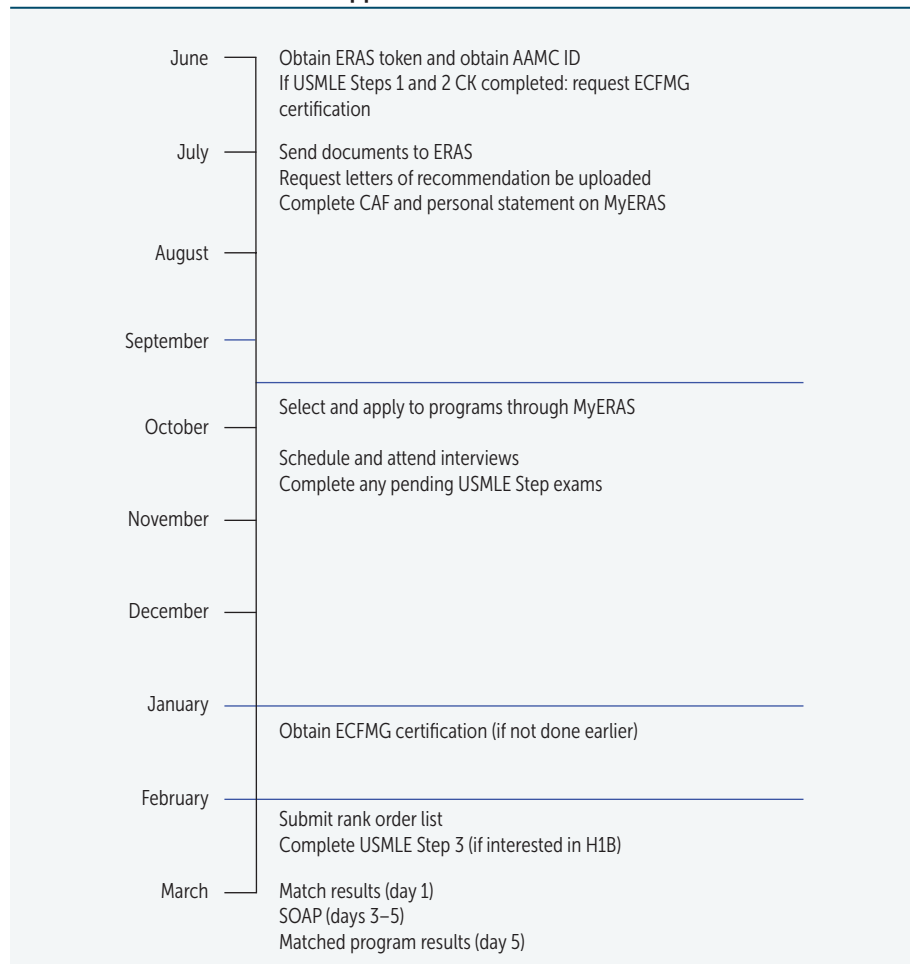 June
Obtain ERAS token and obtain AAMC ID
If USMLE Steps 1 and 2 CK completed: request ECFMG
certification
July
Send documents to ERAS
Request letters of recommendation be uploaded
Complete CAF and personal statement on MyERAS
August
September
Select and apply to programs through MyERAS
October
Schedule and attend interviews
Complete any pending USMLE Step exams
November
December
January
Obtain ECFMG certification (if not done earlier)
February
Submit rank order list
Complete USMLE Step 3 (if interested in H1B)
March
Match results (day 1)
SOAP (days 3–5)
Matched program results (day 5)